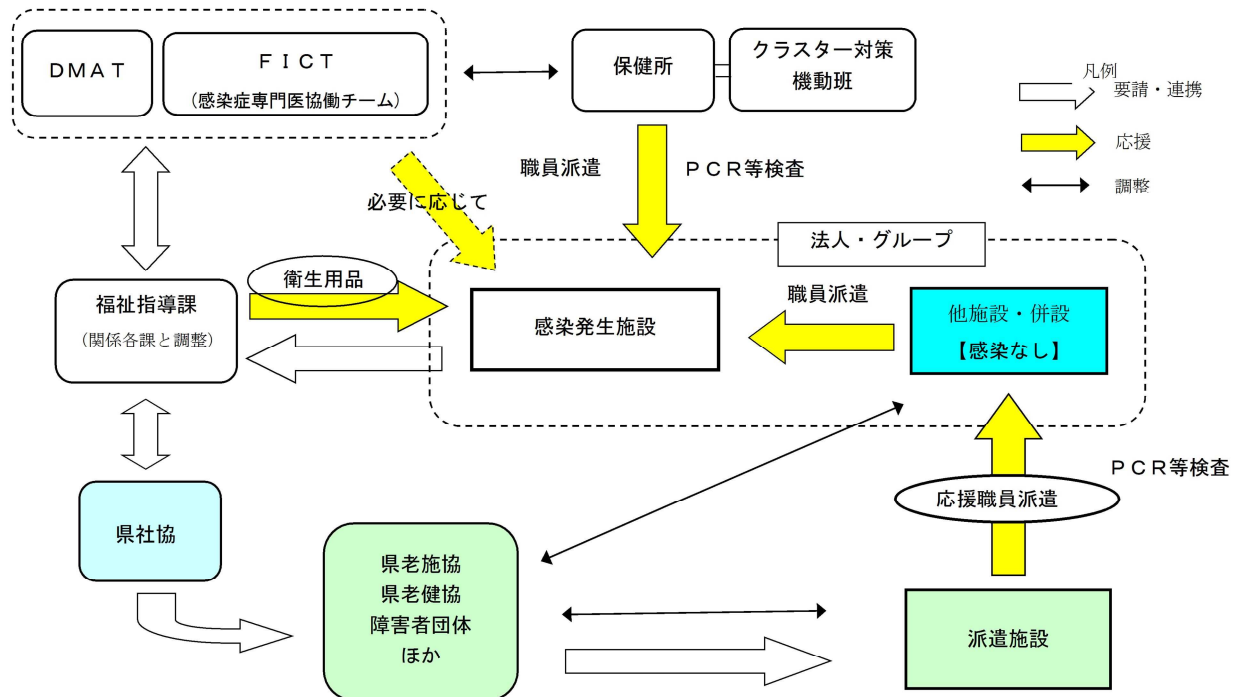 DMAT
FICT
(感染症専門医協働チーム)
保健所
クラスター対策
機動班
凡例
要請・連携
応援
調整
職員派遣
PCR等検査
必要に応じて
法人・グループ
福祉指導課
(関係各課と調整)
衛生用品
感染発生施設
職員派遣
他施設・併設
【感染なし】
PCR等検査
応援職員派遣
県社協
県老施協
県老健協
障害者団体
ほか
派遣施設